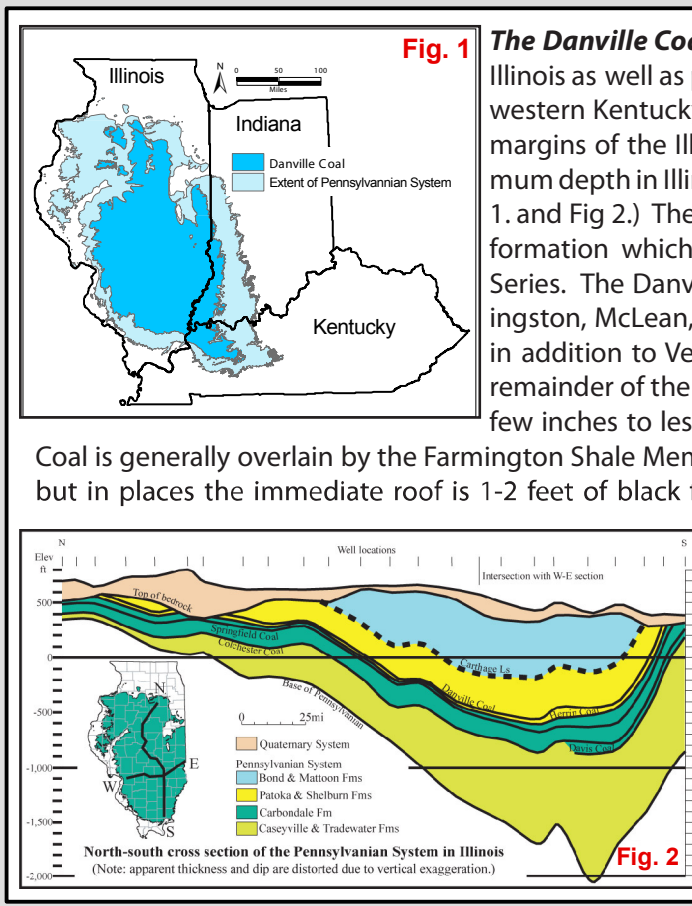 Fig. 1
Illinois
N
0 50 100
Miles
Indiana
Danville Coal
Extent of Pennsylvannian System
Kentucky
The Danville Coa
Illinois as well as p
western Kentuck
margins of the Ill
mum depth in Illin
1. and Fig 2.) The
formation which
Series. The Danv
ingston, McLean,
in addition to Ve
remainder of the
few inches to les
Coal is generally overlain by the Farmington Shale Mem
but in places the immediate roof is 1-2 feet of black f
N
S
Elev
ft
Well locations
Intersection with W-E section
500
0
-500
-1,000
-1,500
-2,000
Top of bedrock
Springfield Coal
Colchester Coal
Base of Pennsylvanian
Carthage Ls
Danville Coal
Herrin Coal
Davis Coal
N
E
W
S
0 25mi
Quaternary System
Pennsylvanian System
Bond & Mattoon Fms
Patoka & Shelburn Fms
Carbondale Fm
Caseyville & Tradewater Fms
North-south cross section of the Pennsylvanian System in Illinois
(Note: apparent thickness and dip are distorted due to vertical exaggeration.)
Fig. 2